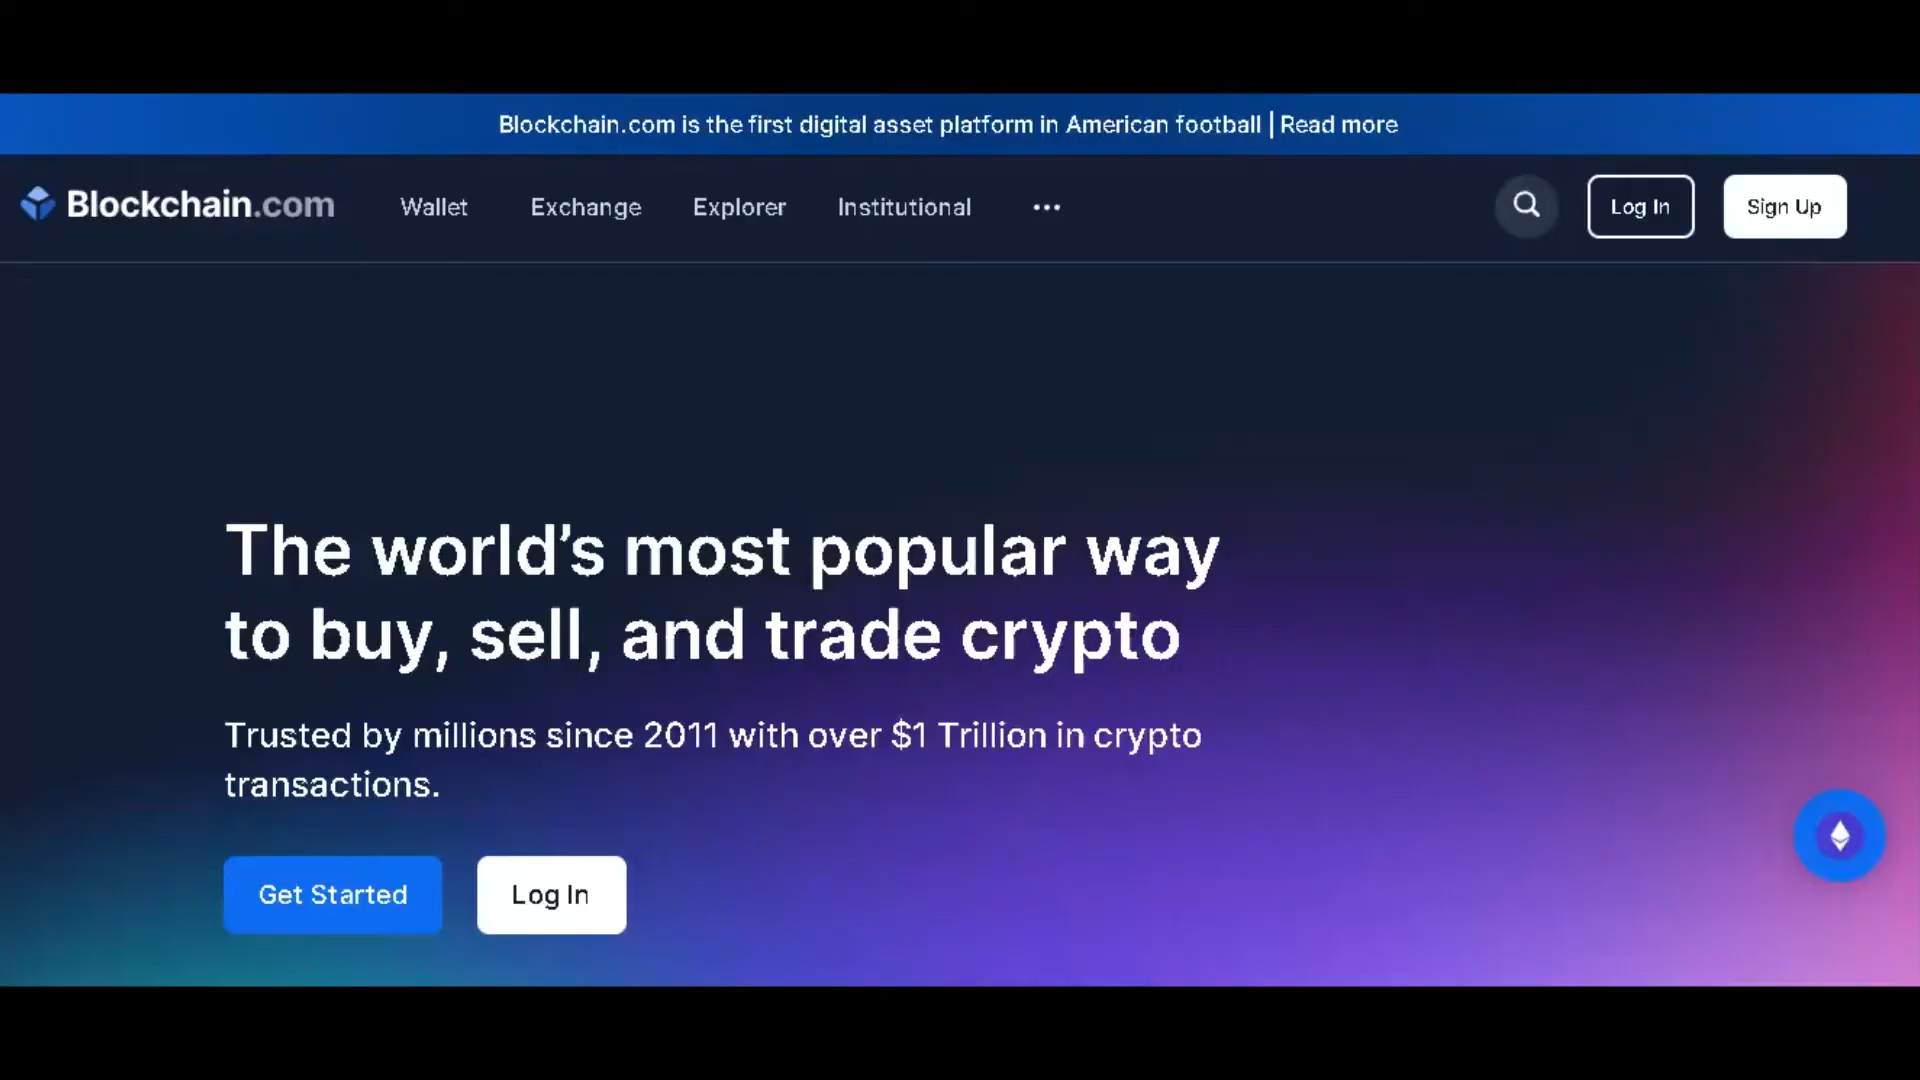 Blockchain.com is the first digital asset platform in American football | Read more
Blockchain.com Wallet Exchange Explorer Institutional ••• Log In Sign Up
The world’s most popular way
to buy, sell, and trade crypto
Trusted by millions since 2011 with over $1 Trillion in crypto
transactions.
Get Started Log In